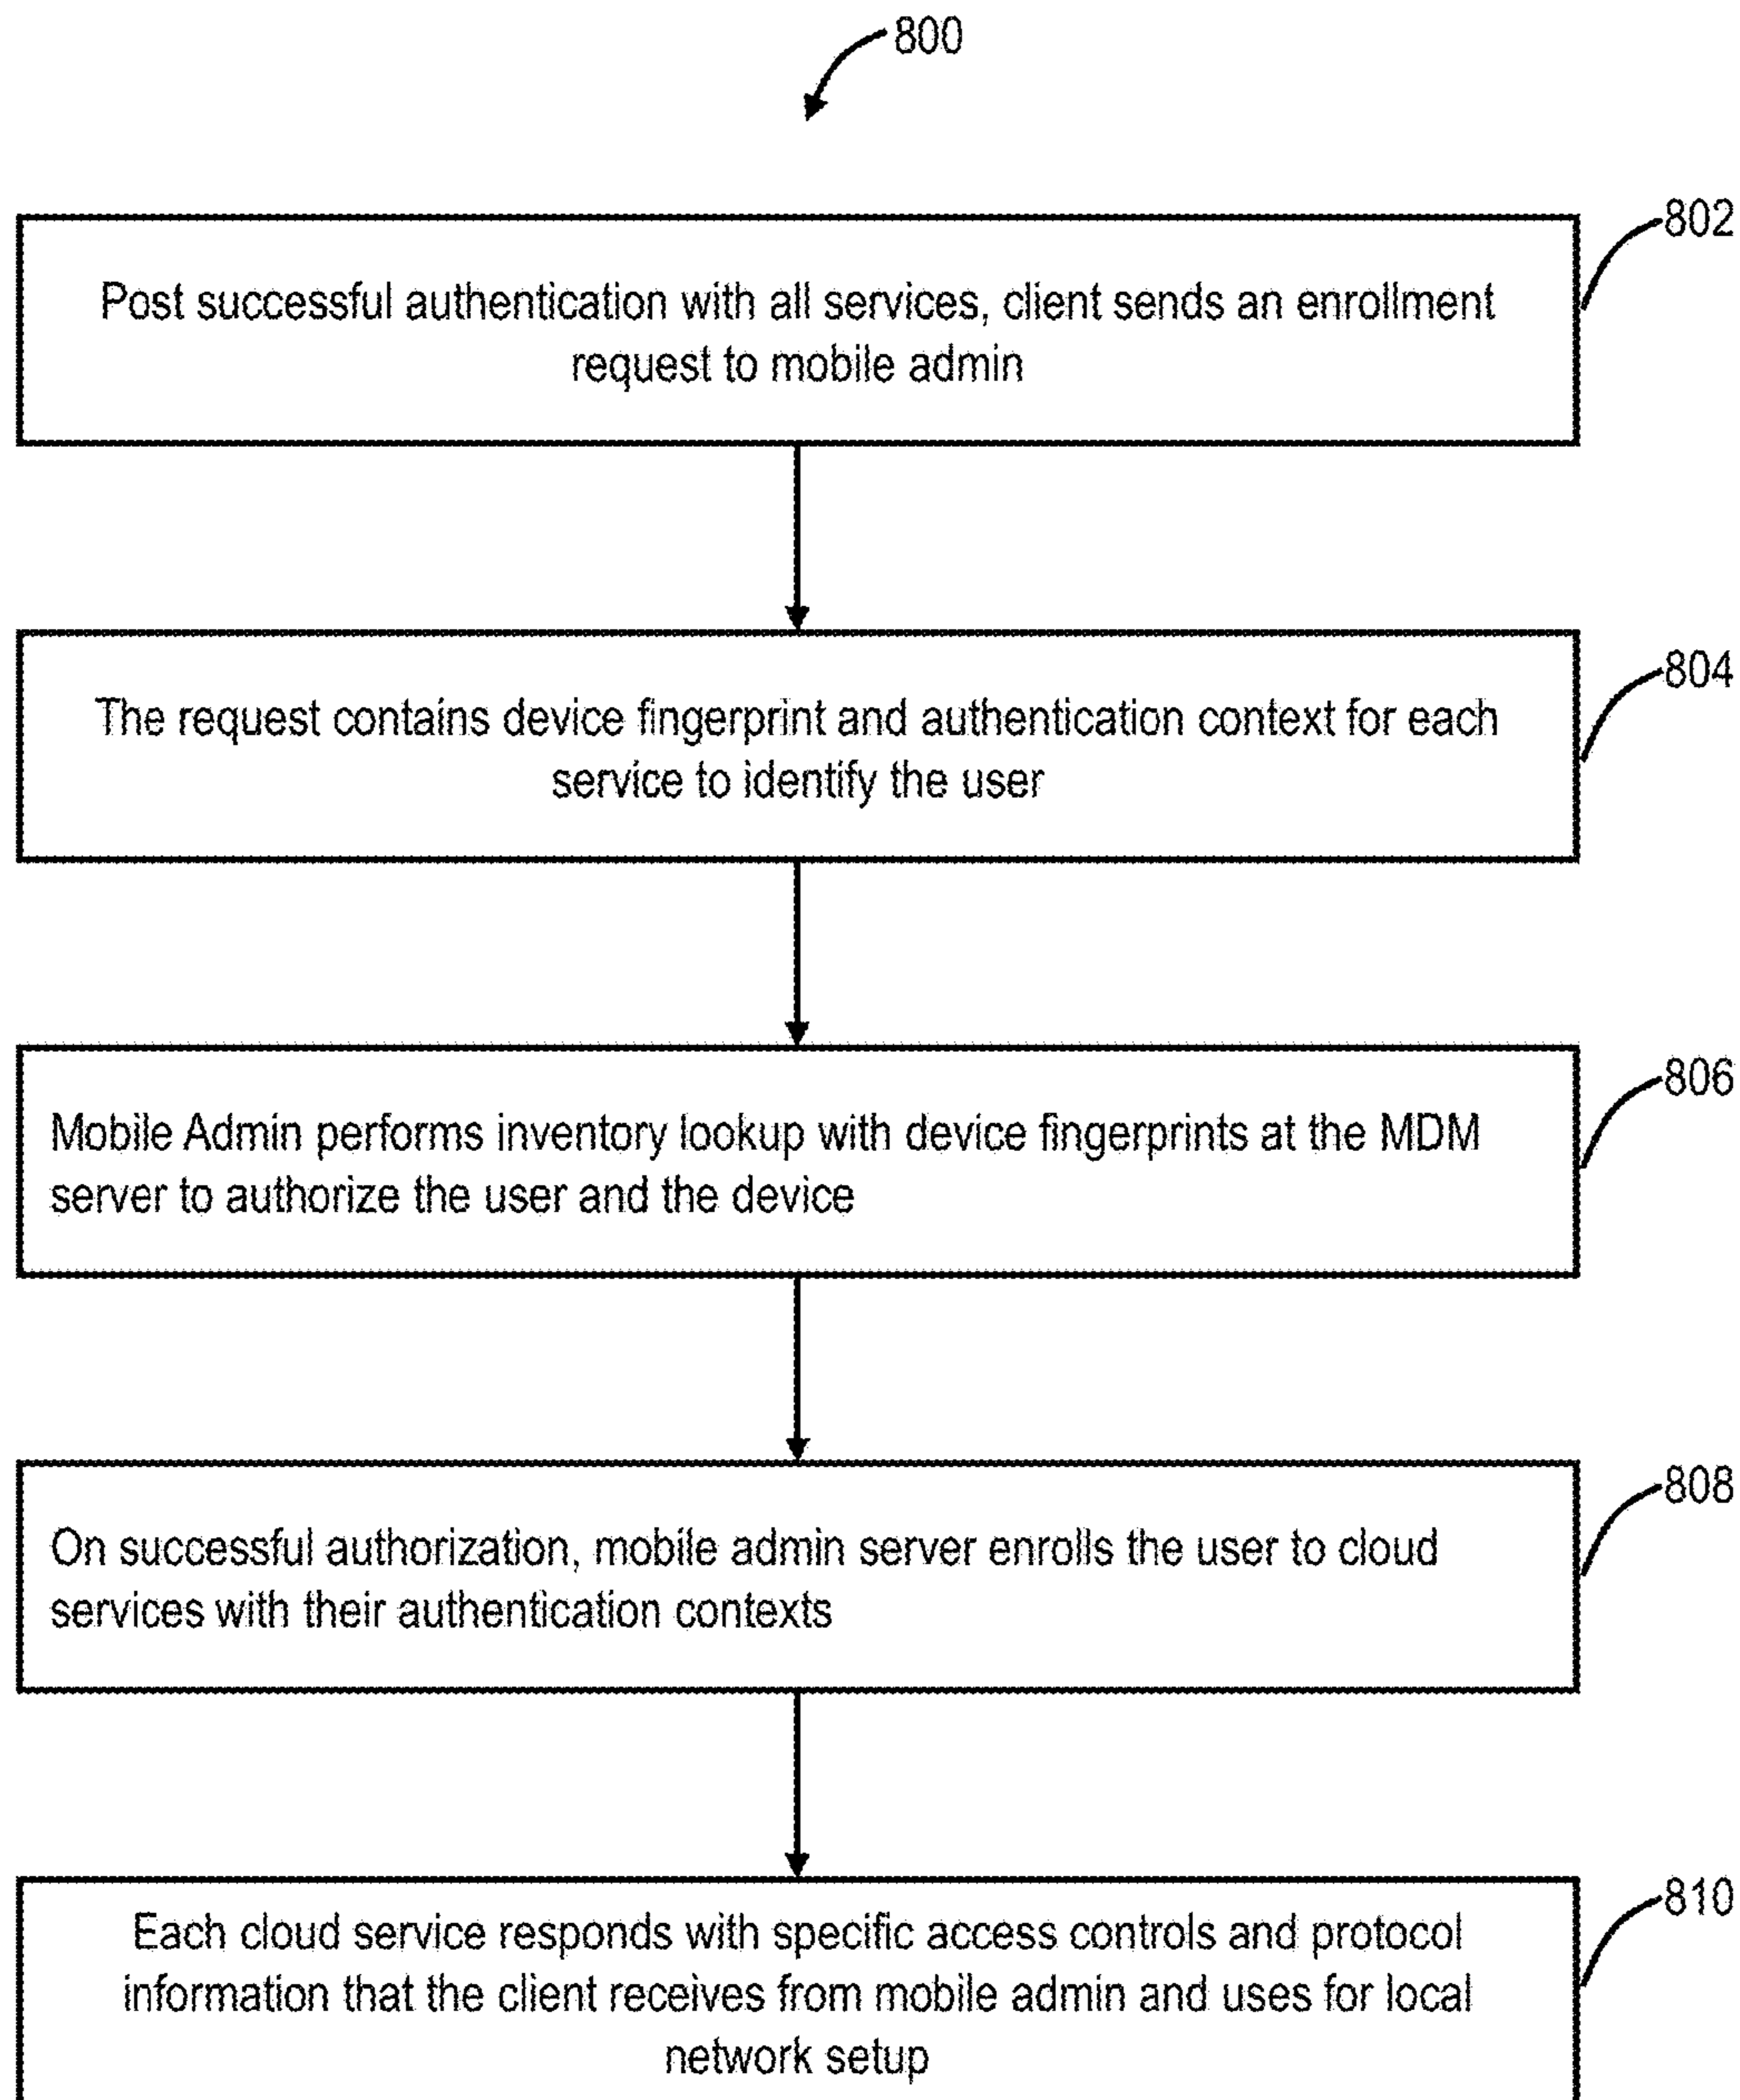 800
802
Post successful authentication with all services, client sends an enrollment
request to mobile admin
804
The request contains device fingerprint and authentication context for each
service to identify the user
806
Mobile Admin performs inventory lookup with device fingerprints at the MDM
server to authorize the user and the device
808
On successful authorization, mobile admin server enrolls the user to cloud
services with their authentication contexts
810
Each cloud service responds with specific access controls and protocol
information that the client receives from mobile admin and uses for local
network setup